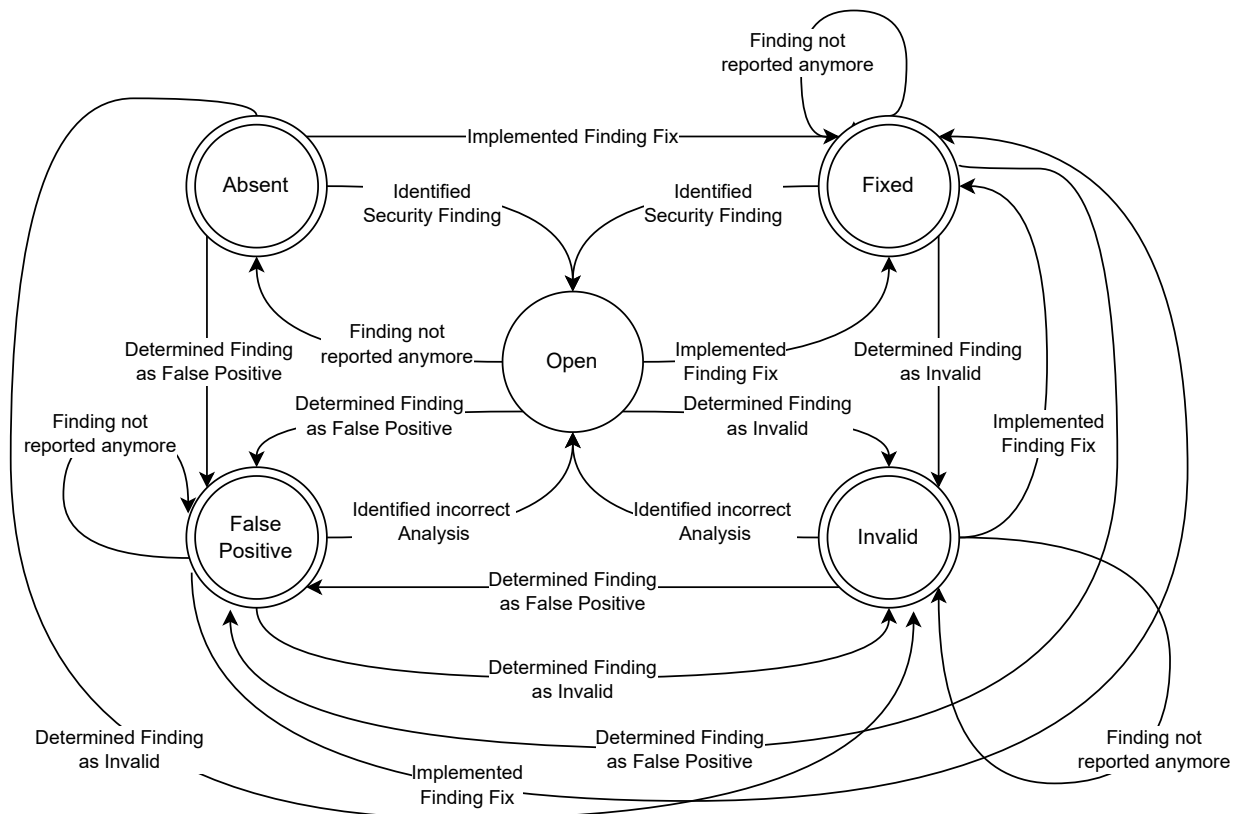 Finding not
reported anymore
Implemented Finding Fix
Absent
Fixed
Identified
Security Finding
Identified
Security Finding
Finding not
reported anymore
Open
Implemented
Finding Fix
Determined Finding
as False Positive
Determined Finding
as Invalid
Determined Finding
as False Positive
Determined Finding
as Invalid
Finding not
reported anymore
Implemented
Finding Fix
False
Positive
Identified incorrect
Analysis
Identified incorrect
Analysis
Invalid
Determined Finding
as False Positive
Determined Finding
as Invalid
Determined Finding
as Invalid
Determined Finding
as False Positive
Finding not
reported anymore
Implemented
Finding Fix